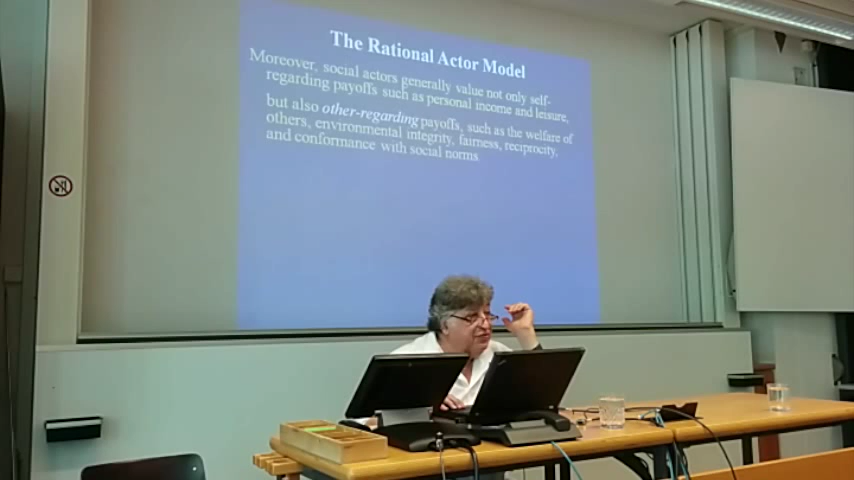 The Rational Actor Model
Moreover, social actors generally value not only self-
regarding payoffs such as personal income and leisure,
but also other-regarding payoffs, such as the welfare of
others, environmental integrity, fairness, reciprocity,
and conformance with social norms